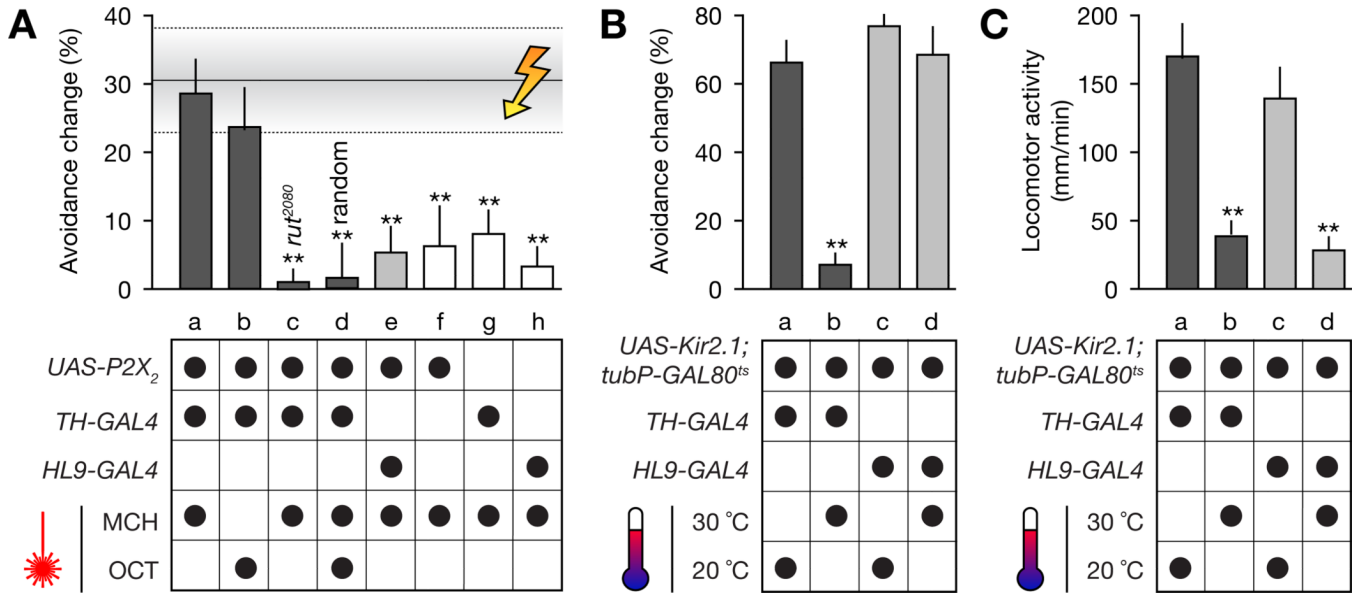 A
Avoidance change (%)
40
30
20
10
0
rut²⁰⁸⁰
random
**
**
**
**
**
**
a b c d e f g h
UAS-P2X₂
TH-GAL4
HL9-GAL4
MCH
OCT
B
Avoidance change (%)
80
60
40
20
0
**
a b c d
UAS-Kir2.1;
tubP-GAL80ᵗˢ
TH-GAL4
HL9-GAL4
30 °C
20 °C
C
Locomotor activity
(mm/min)
200
150
100
50
0
**
**
a b c d
UAS-Kir2.1;
tubP-GAL80ᵗˢ
TH-GAL4
HL9-GAL4
30 °C
20 °C